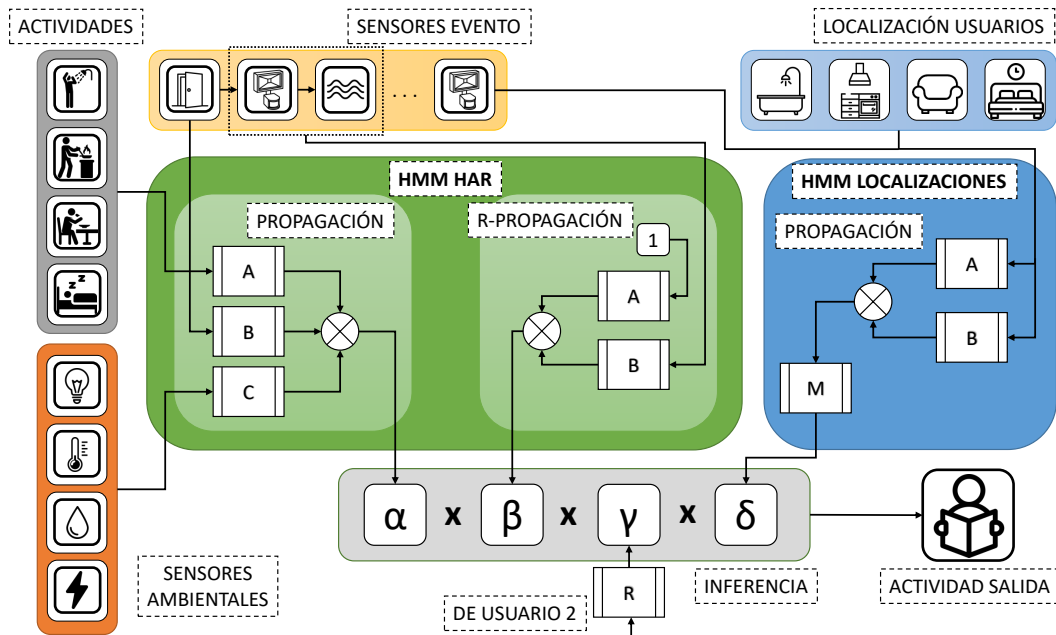 ACTIVIDADES
SENSORES EVENTO
LOCALIZACIÓN USUARIOS
...
HMM HAR
HMM LOCALIZACIONES
PROPAGACIÓN
R-PROPAGACIÓN
PROPAGACIÓN
1
A
A
A
B
B
B
C
M
z z z
α x β x γ x δ
SENSORES
AMBIENTALES
DE USUARIO 2
R
INFERENCIA
ACTIVIDAD SALIDA